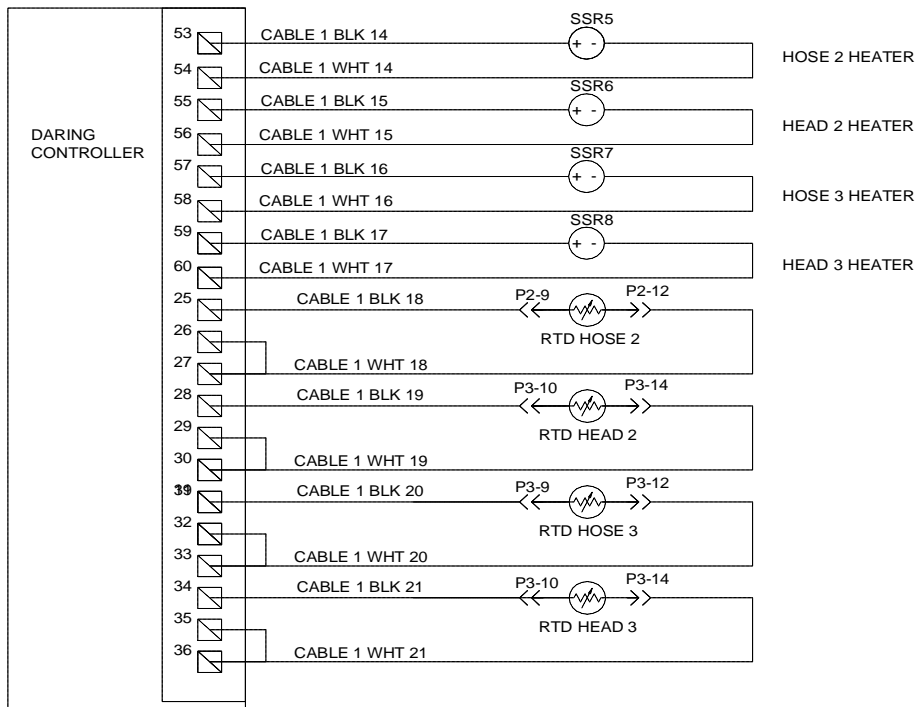 SSR5
53 CABLE 1 BLK 14 + -
HOSE 2 HEATER
54 CABLE 1 WHT 14
SSR6
55 CABLE 1 BLK 15 + -
HEAD 2 HEATER
DARING
CONTROLLER
56 CABLE 1 WHT 15
SSR7
57 CABLE 1 BLK 16 + -
HOSE 3 HEATER
58 CABLE 1 WHT 16
SSR8
59 CABLE 1 BLK 17 + -
HEAD 3 HEATER
60 CABLE 1 WHT 17
25 CABLE 1 BLK 18 P2-9 P2-12
RTD HOSE 2
26
27 CABLE 1 WHT 18
28 CABLE 1 BLK 19 P3-10 P3-14
RTD HEAD 2
29
30 CABLE 1 WHT 19
CABLE 1 BLK 20 P3-9 P3-12
RTD HOSE 3
32
33 CABLE 1 WHT 20
34 CABLE 1 BLK 21 P3-10 P3-14
RTD HEAD 3
35
36 CABLE 1 WHT 21